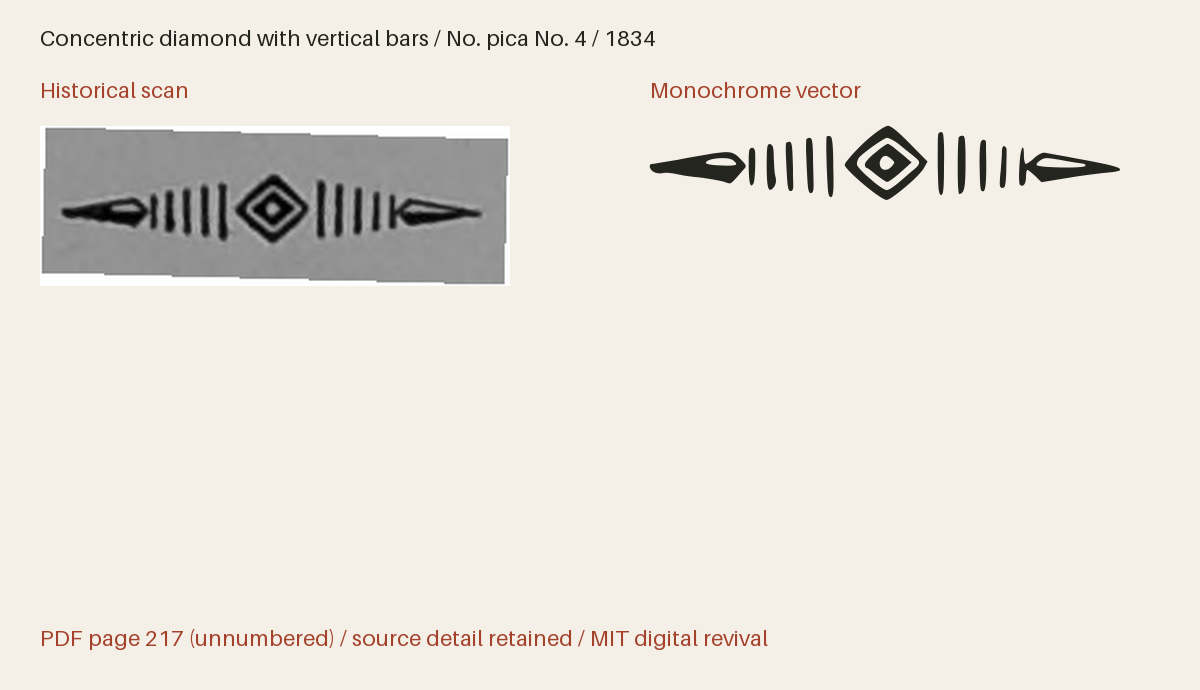 Concentric diamond with vertical bars / No. pica No. 4 / 1834
Historical scan
Monochrome vector
PDF page 217 (unnumbered) / source detail retained / MIT digital revival